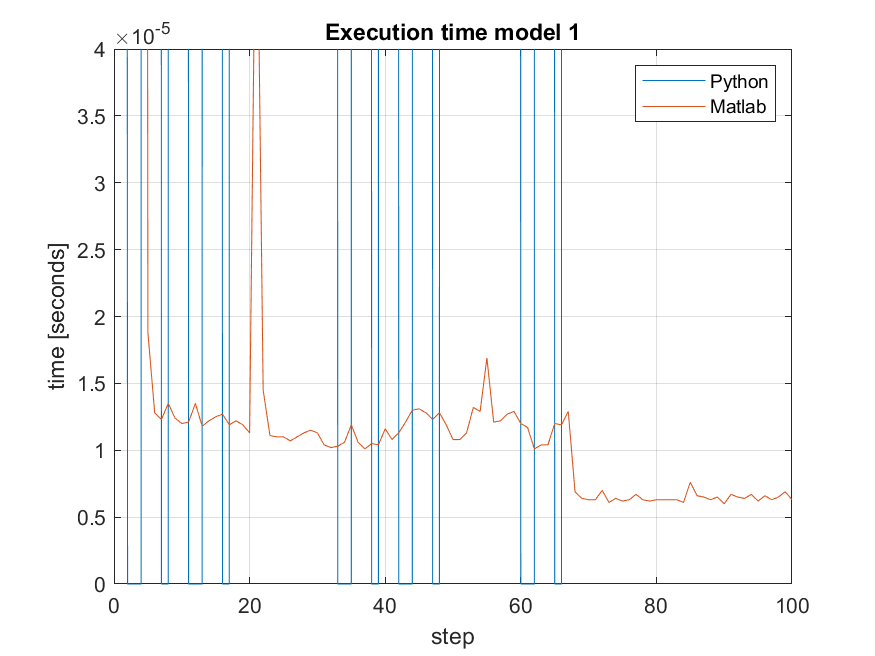 Execution time model 1
×10^-5
Python
Matlab
4
3.5
3
2.5
2
1.5
1
0.5
0
time [seconds]
0 20 40 60 80 100
step